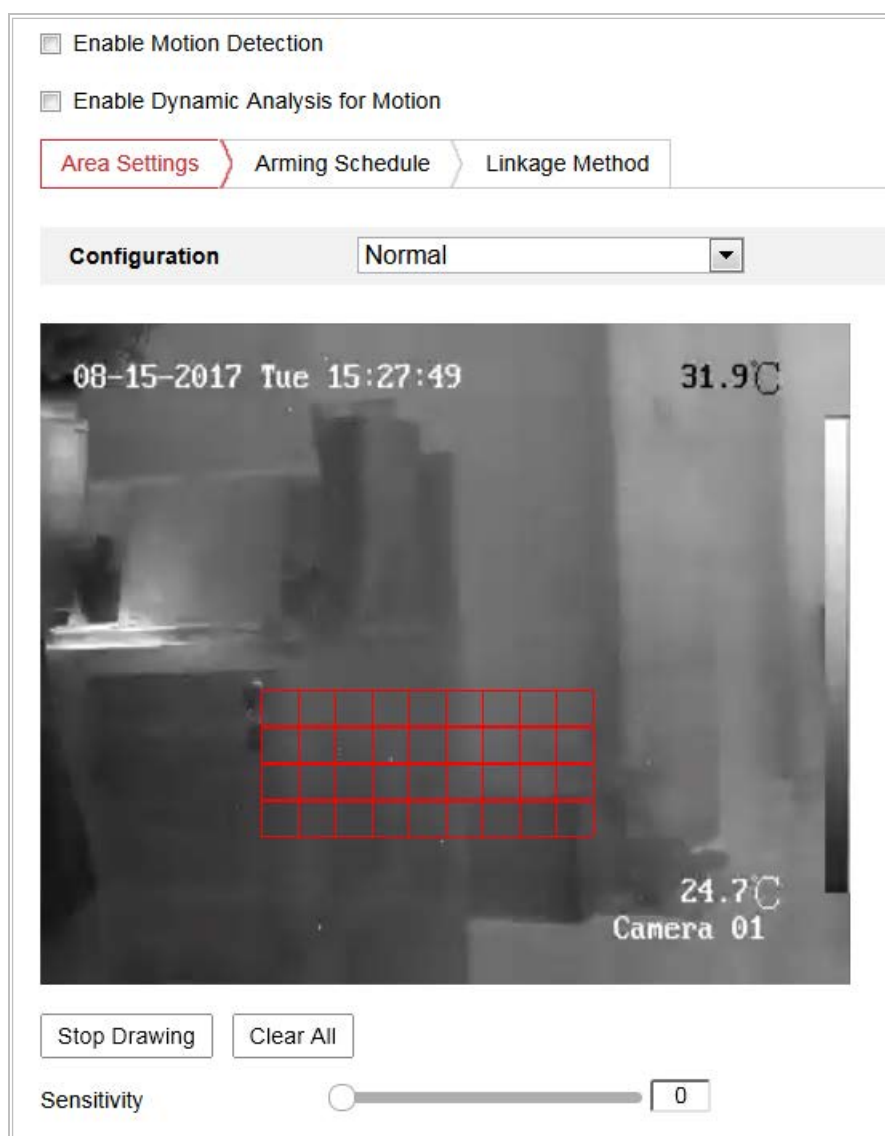 Enable Motion Detection
Enable Dynamic Analysis for Motion
Area Settings Arming Schedule Linkage Method
Configuration Normal
08-15-2017 Tue 15:27:49 31.9℃
24.7℃
Camera 01
Stop Drawing Clear All
Sensitivity 0